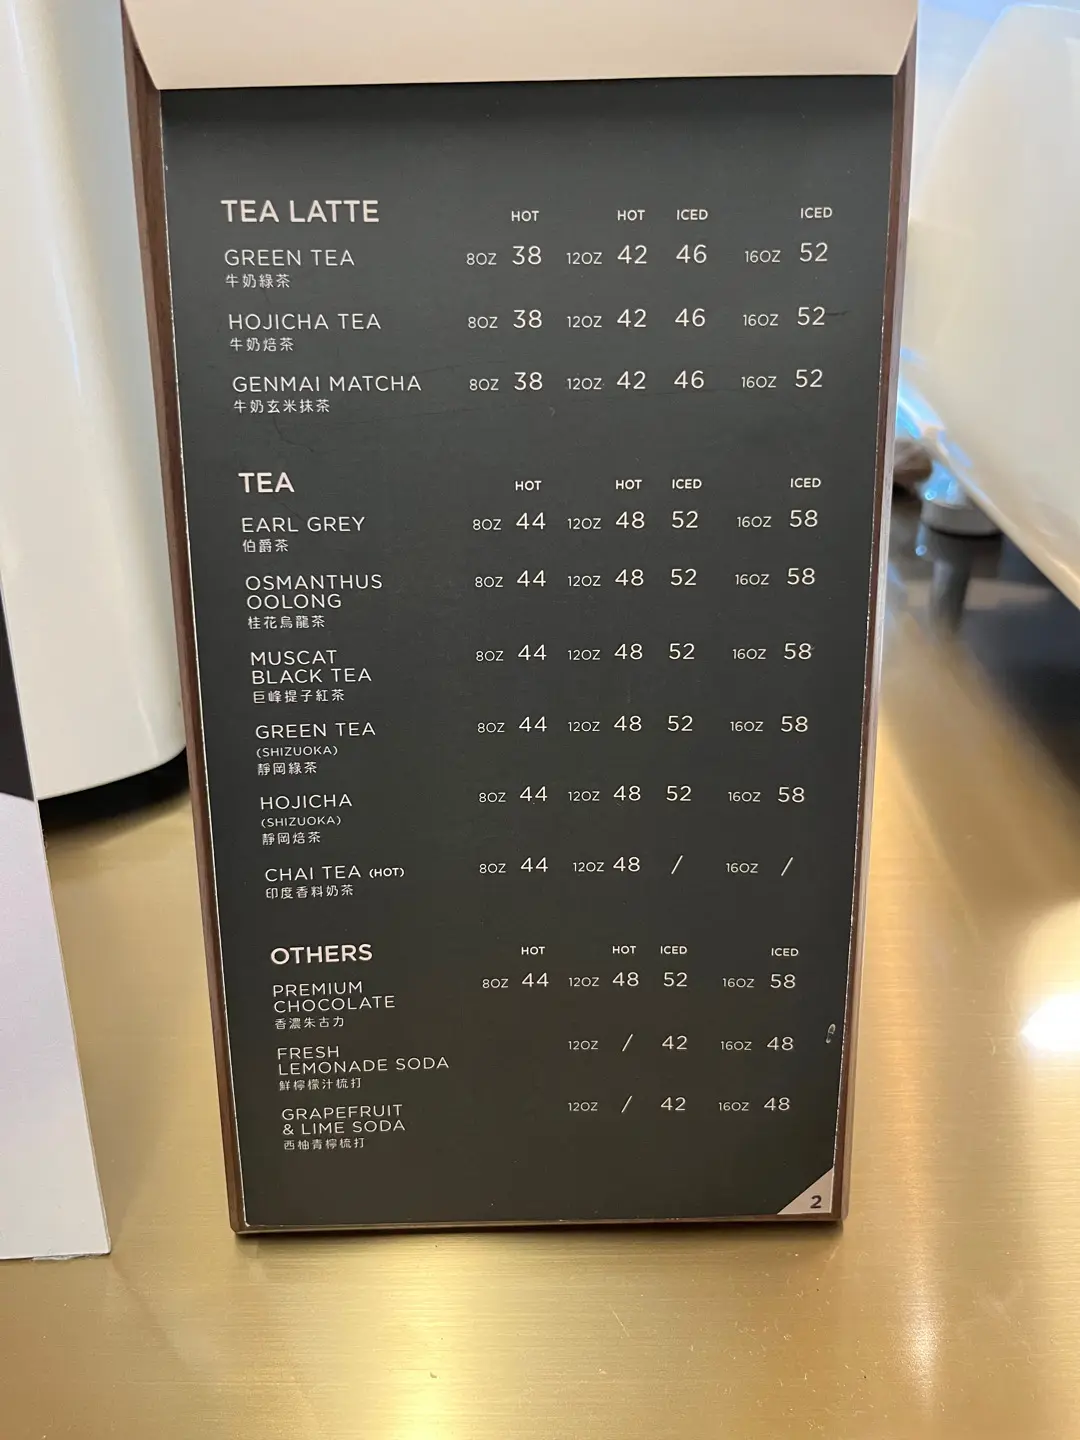 TEA LATTE HOT HOT ICED ICED
GREEN TEA 8OZ 38 12OZ 42 46 16OZ 52
牛奶綠茶
HOJICHA TEA 8OZ 38 12OZ 42 46 16OZ 52
牛奶焙茶
GENMAI MATCHA 8OZ 38 12OZ 42 46 16OZ 52
牛奶玄米抹茶
TEA HOT HOT ICED ICED
EARL GREY 8OZ 44 12OZ 48 52 16OZ 58
伯爵茶
OSMANTHUS 8OZ 44 12OZ 48 52 16OZ 58
OOLONG
桂花烏龍茶
MUSCAT 8OZ 44 12OZ 48 52 16OZ 58
BLACK TEA
巨峰提子紅茶
GREEN TEA 8OZ 44 12OZ 48 52 16OZ 58
(SHIZUOKA)
靜岡綠茶
HOJICHA 8OZ 44 12OZ 48 52 16OZ 58
(SHIZUOKA)
靜岡焙茶
CHAI TEA (HOT) 8OZ 44 12OZ 48 / 16OZ /
印度香料奶茶
OTHERS HOT HOT ICED ICED
PREMIUM 8OZ 44 12OZ 48 52 16OZ 58
CHOCOLATE
香濃朱古力
FRESH 12OZ / 42 16OZ 48
LEMONADE SODA
鮮檸檬汁梳打
GRAPEFRUIT 12OZ / 42 16OZ 48
& LIME SODA
西柚青檸梳打
2